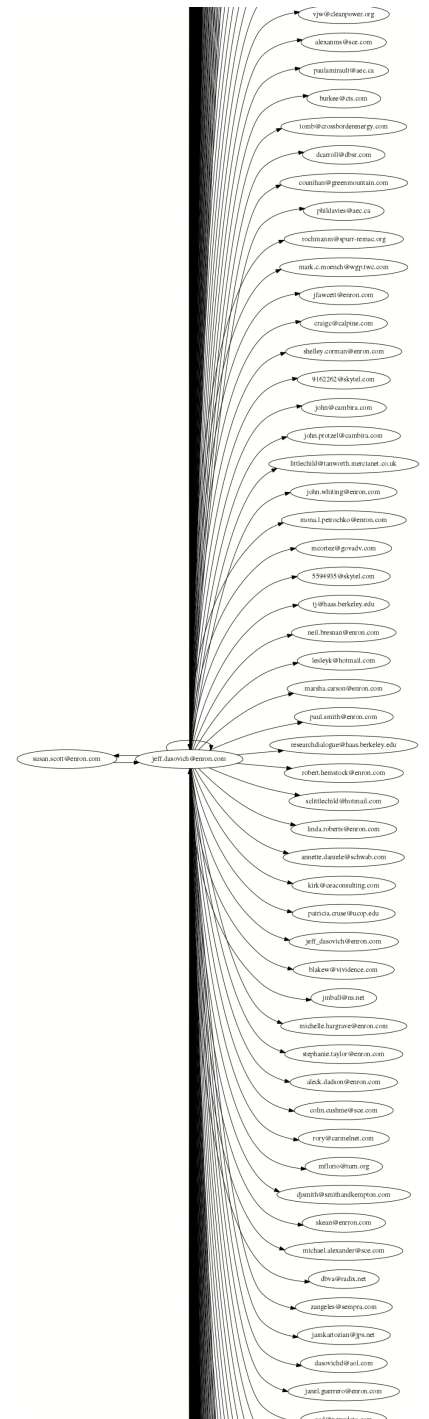 vjw@cleanpower.org
alexanms@sce.com
paulamirault@aec.ca
burkee@cts.com
tomb@crossborderenergy.com
dcarroll@dbsr.com
counihan@greenmountain.com
phildavies@aec.ca
rochmanm@spurr-remac.org
mark.c.moench@wgp.twc.com
jfawcett@enron.com
craigc@calpine.com
shelley.corman@enron.com
9162262@skytel.com
john@cambira.com
john.protzel@cambira.com
littlechild@tanworth.mercianet.co.uk
john.whiting@enron.com
mona.l.petrochko@enron.com
mcortez@govadv.com
5594935@skytel.com
tj@haas.berkeley.edu
neil.bresnan@enron.com
lesleyk@hotmail.com
marsha.carson@enron.com
paul.smith@enron.com
researchdialogue@haas.berkeley.edu
susan.scott@enron.com
jeff.dasovich@enron.com
robert.hemstock@enron.com
sclittlechild@hotmail.com
linda.roberts@enron.com
annette.daniele@schwab.com
kirk@ceaconsulting.com
patricia.cruse@ucop.edu
jeff_dasovich@enron.com
blakew@vividence.com
jmball@ns.net
michelle.hargrave@enron.com
stephanie.taylor@enron.com
aleck.dadson@enron.com
colin.cushnie@sce.com
rory@carmelnet.com
mflorio@turn.org
djsmith@smithandkempton.com
skean@enrron.com
michael.alexander@sce.com
dbva@radix.net
zangeles@sempra.com
jamkartozian@jps.net
dasovichd@aol.com
janel.guerrero@enron.com